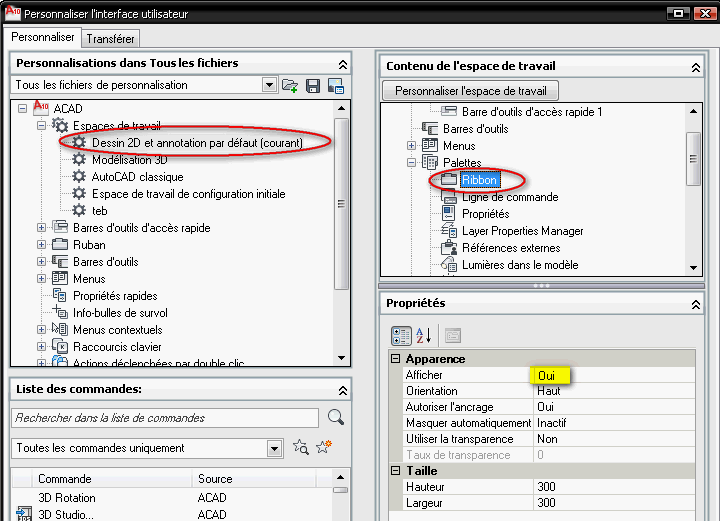 Personnaliser l'interface utilisateur
Personnaliser
Transférer
Personnalisations dans Tous les fichiers
Tous les fichiers de personnalisation
ACAD
Espaces de travail
Dessin 2D et annotation par défaut (courant)
Modélisation 3D
AutoCAD classique
Espace de travail de configuration initiale
teb
Barres d'outils d'accès rapide
Ruban
Barres d'outils
Menus
Propriétés rapides
Info-bulles de survol
Menus contextuels
Raccourcis clavier
Actions déclenchées par double clic
Liste des commandes:
Rechercher dans la liste de commandes
Toutes les commandes uniquement
Commande Source
3D Rotation ACAD
3D Studio... ACAD
Contenu de l'espace de travail
Personnaliser l'espace de travail
Barre d'outils d'accès rapide 1
Barres d'outils
Menus
Palettes
Ribbon
Ligne de commande
Propriétés
Layer Properties Manager
Références externes
Lumières dans le modèle
Propriétés
Apparence
Afficher Oui
Orientation Haut
Autoriser l'ancrage Oui
Masquer automatiquement Inactif
Utiliser la transparence Non
Taux de transparence 0
Taille
Hauteur 300
Largeur 300